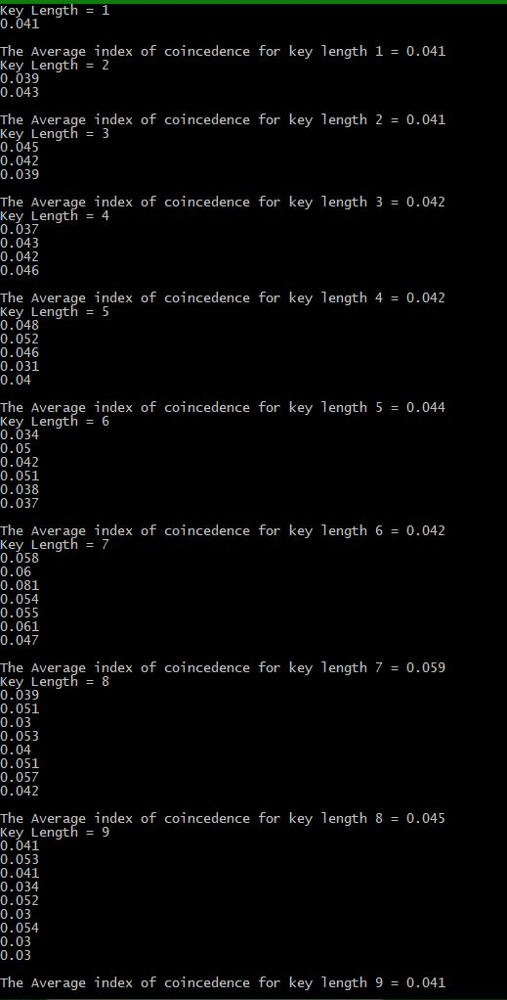 Key Length = 1
0.041
The Average index of coincedence for key length 1 = 0.041
Key Length = 2
0.039
0.043
The Average index of coincedence for key length 2 = 0.041
Key Length = 3
0.045
0.042
0.039
The Average index of coincedence for key length 3 = 0.042
Key Length = 4
0.037
0.043
0.042
0.046
The Average index of coincedence for key length 4 = 0.042
Key Length = 5
0.048
0.052
0.046
0.031
0.04
The Average index of coincedence for key length 5 = 0.044
Key Length = 6
0.034
0.05
0.042
0.051
0.038
0.037
The Average index of coincedence for key length 6 = 0.042
Key Length = 7
0.058
0.06
0.081
0.054
0.055
0.061
0.047
The Average index of coincedence for key length 7 = 0.059
Key Length = 8
0.039
0.051
0.03
0.053
0.04
0.051
0.057
0.042
The Average index of coincedence for key length 8 = 0.045
Key Length = 9
0.041
0.053
0.041
0.034
0.052
0.03
0.054
0.03
0.03
The Average index of coincedence for key length 9 = 0.041